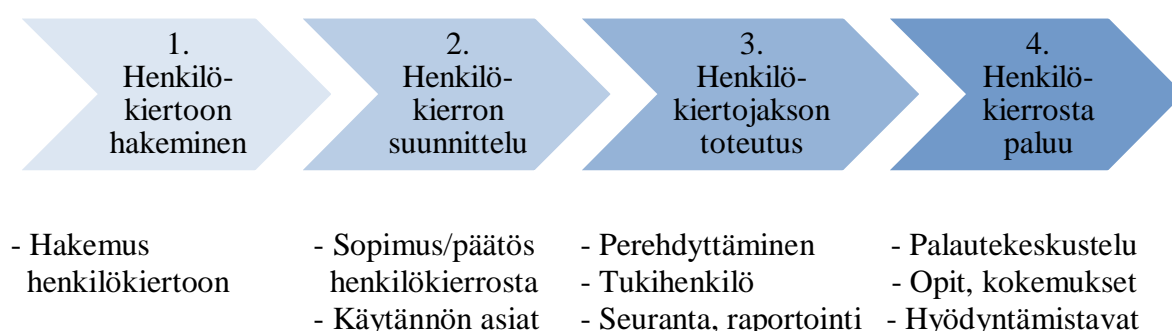 1.
Henkilö-
kiertoon
hakeminen
2.
Henkilö-
kierron
suunnittelu
3.
Henkilö-
kiertojakson
toteutus
4.
Henkilö-
kierrosta
paluu
- Hakemus
henkilökiertoon
- Sopimus/päätös
henkilökierrosta
- Käytännön asiat
- Perehdyttäminen
- Tukihenkilö
- Seuranta, raportointi
- Palautekeskustelu
- Opit, kokemukset
- Hyödyntämistavat